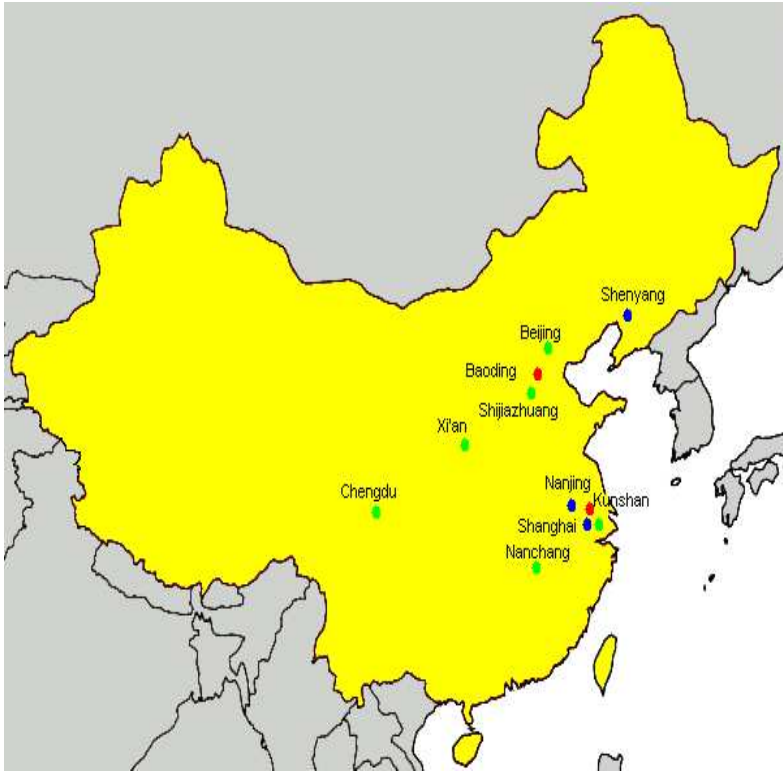 Shenyang
Beijing
Baoding
Shijiazhuang
Xi'an
Nanjing
Chengdu
Kunshan
Shanghai
Nanchang